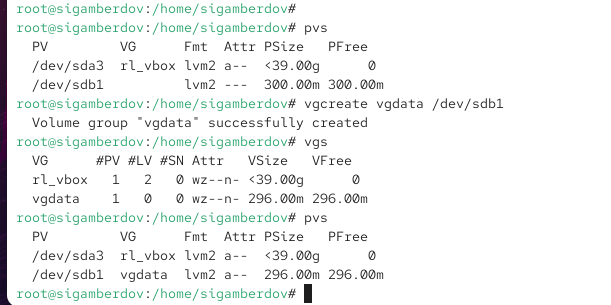 root@sigamberdov:/home/sigamberdov#
root@sigamberdov:/home/sigamberdov# pvs
  PV         VG      Fmt  Attr PSize   PFree
  /dev/sda3  rl_vbox lvm2 a--  <39.00g      0
  /dev/sdb1          lvm2 ---  300.00m 300.00m
root@sigamberdov:/home/sigamberdov# vgcreate vgdata /dev/sdb1
  Volume group "vgdata" successfully created
root@sigamberdov:/home/sigamberdov# vgs
  VG      #PV #LV #SN Attr   VSize   VFree
  rl_vbox   1   2   0 wz--n- <39.00g      0
  vgdata    1   0   0 wz--n- 296.00m 296.00m
root@sigamberdov:/home/sigamberdov# pvs
  PV         VG      Fmt  Attr PSize   PFree
  /dev/sda3  rl_vbox lvm2 a--  <39.00g      0
  /dev/sdb1  vgdata  lvm2 a--  296.00m 296.00m
root@sigamberdov:/home/sigamberdov#